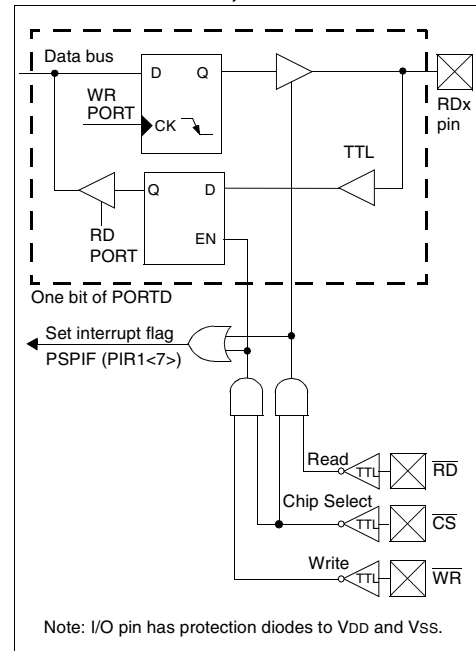 Data bus
D Q
WR
PORT
CK
RDx
pin
TTL
Q D
RD
PORT
EN
One bit of PORTD
Set interrupt flag
PSPIF (PIR1<7>)
Read
TTL
RD
Chip Select
TTL
CS
Write
TTL
WR
Note: I/O pin has protection diodes to VDD and VSS.